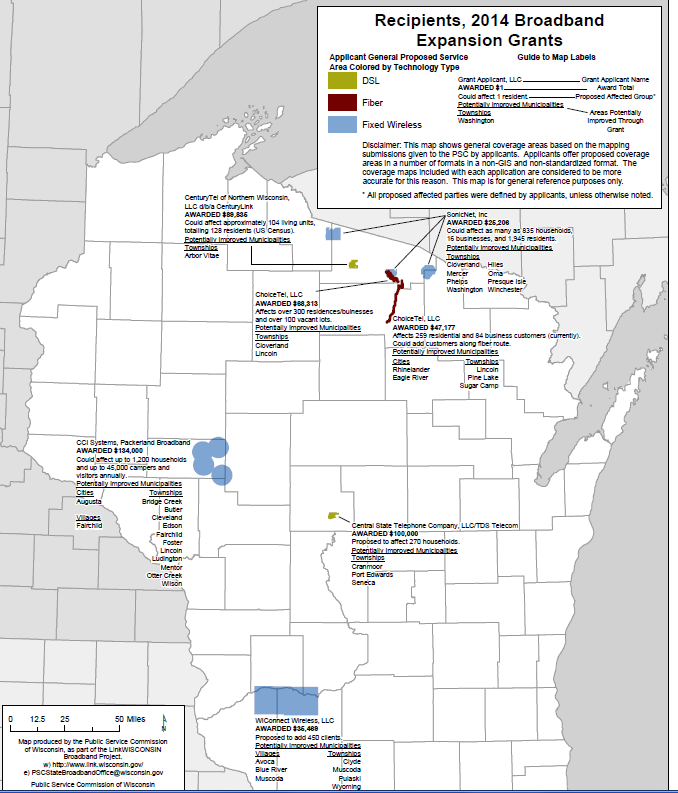 Recipients, 2014 Broadband
Expansion Grants
Applicant General Proposed Service
Area Colored by Technology Type
DSL
Fiber
Fixed Wireless
Guide to Map Labels
Grant Applicant, LLC Grant Applicant Name
AWARDED $1 Award Total
Could affect 1 resident. Proposed Affected Group*
Potentially Improved Municipalities
Townships
Washington
Areas Potentially
Improved Through
Grant
Disclaimer: This map shows general coverage areas based on the mapping
submissions given to the PSC by applicants. Applicants offer proposed coverage
areas in a number of formats in a non-GIS and non-standardized format. The
coverage maps included with each application are considered to be more
accurate for this reason. This map is for general reference purposes only.
* All proposed affected parties were defined by applicants, unless otherwise noted.
CenturyTel of Northern Wisconsin,
LLC d/b/a CenturyLink
AWARDED $89,835
Could affect approximately 104 living units,
totalling 128 residents (US Census).
Potentially Improved Municipalities
Townships
Arbor Vitae
SonicNet, Inc
AWARDED $25,206
Could affect as many as 835 households,
16 businesses, and 1,945 residents.
Potentially Improved Municipalities
Townships
Cloverland Hiles
Mercer Oma
Phelps Presque Isle
Washington Winchester
ChoiceTel, LLC
AWARDED $68,313
Affects over 300 residences/businesses
and over 100 vacant lots.
Potentially Improved Municipalities
Townships
Cloverland
Lincoln
ChoiceTel, LLC
AWARDED $47,177
Affects 259 residential and 84 business customers (currently).
Could add customers along fiber route.
Potentially Improved Municipalities
Cities Townships
Rhinelander Lincoln
Eagle River Pine Lake
Sugar Camp
CCI Systems, Packerland Broadband
AWARDED $134,000
Could affect up to 1,200 households
and up to 45,000 campers and
visitors annually.
Potentially Improved Municipalities
Cities Townships
Augusta Bridge Creek
Butler
Villages Cleveland
Fairchild Edson
Fairchild
Foster
Lincoln
Ludington
Mentor
Otter Creek
Wilson
Central State Telephone Company, LLC/TDS Telecom
AWARDED $100,000
Proposed to affect 270 households.
Potentially Improved Municipalities
Townships
Cranmoor
Port Edwards
Seneca
WiConnect Wireless, LLC
AWARDED $35,469
Proposed to add 450 clients.
Potentially Improved Municipalities
Villages Townships
Avoca Clyde
Blue River Muscoda
Muscoda Pulaski
Wyoming
0 12.5 25 50 Miles
N
Map produced by the Public Service Commission
of Wisconsin, as part of the LinkWISCONSIN
Broadband Project.
w) http://www.link.wisconsin.gov/
e) PSCStateBroadbandOffice@wisconsin.gov
Public Service Commission of Wisconsin